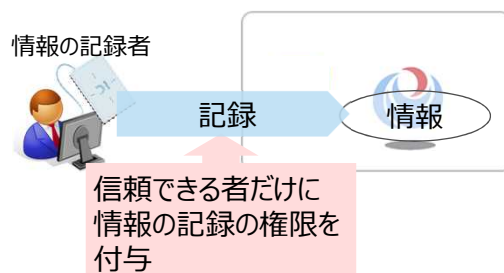 情報の記録者
記録
情報
信頼できる者だけに
情報の記録の権限を
付与